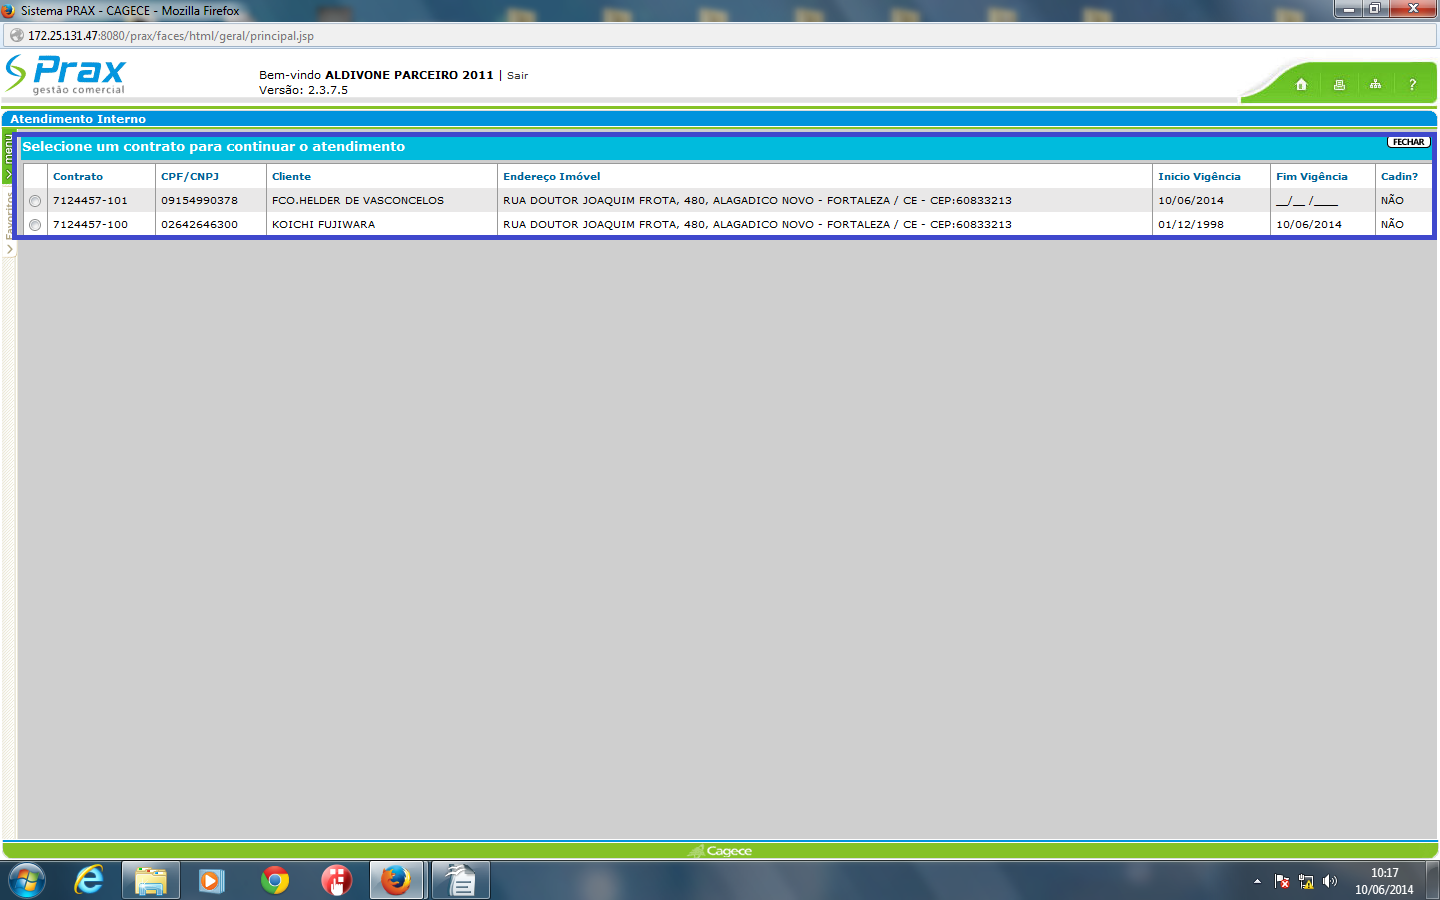 Sistema PRAX - CAGECE - Mozilla Firefox
172.25.131.47:8080/prax/faces/html/geral/principal.jsp
Prax
gestão comercial
Bem-vindo ALDIVONE PARCEIRO 2011 | Sair
Versão: 2.3.7.5
?
Atendimento Interno
menu
Favoritos
Selecione um contrato para continuar o atendimento
FECHAR
Contrato CPF/CNPJ Cliente Endereço Imóvel Inicio Vigência Fim Vigência Cadin?
7124457-101 09154990378 FCO.HELDER DE VASCONCELOS RUA DOUTOR JOAQUIM FROTA, 480, ALAGADICO NOVO - FORTALEZA / CE - CEP:60833213 10/06/2014 __/__ /____ NÃO
7124457-100 02642646300 KOICHI FUJIWARA RUA DOUTOR JOAQUIM FROTA, 480, ALAGADICO NOVO - FORTALEZA / CE - CEP:60833213 01/12/1998 10/06/2014 NÃO
Cagece
10:17
10/06/2014